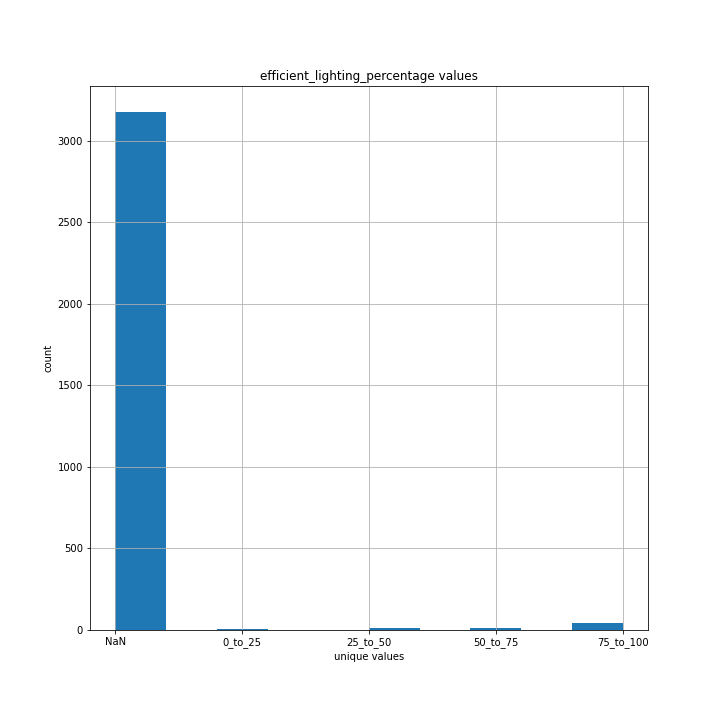 efficient_lighting_percentage values
3000
2500
2000
1500
1000
500
0
count
NaN 0_to_25 25_to_50 50_to_75 75_to_100
unique values